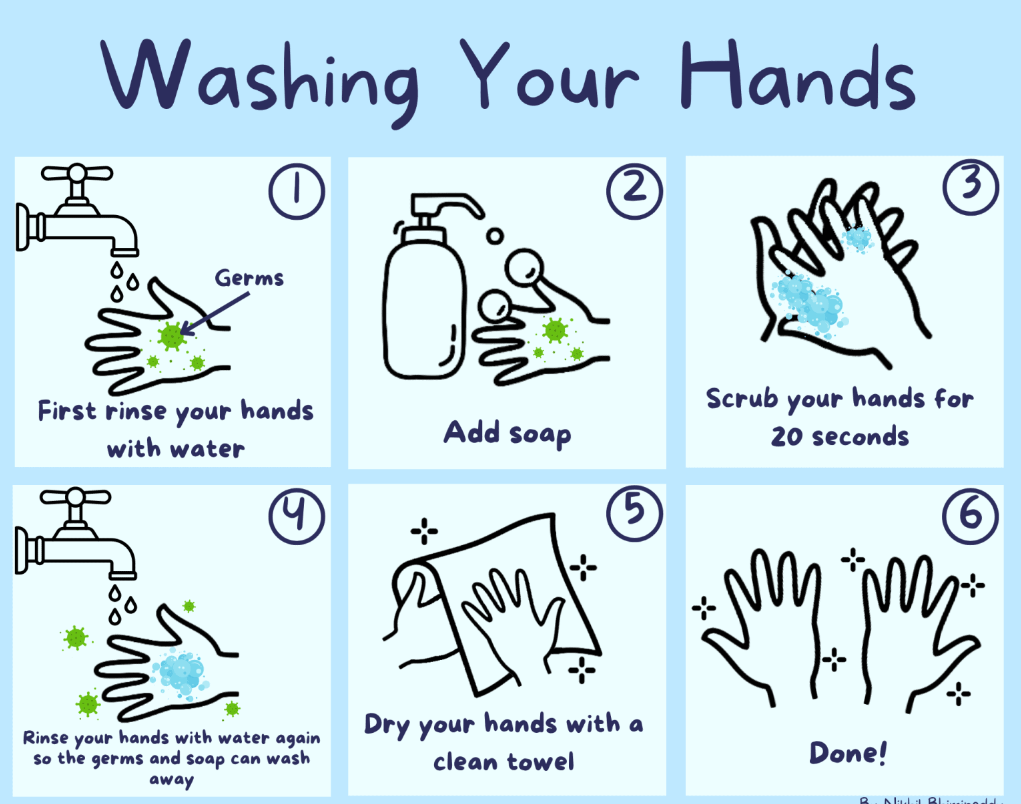 Washing Your Hands
1
Germs
First rinse your hands
with water
2
Add soap
3
Scrub your hands for
20 seconds
4
Rinse your hands with water again
so the germs and soap can wash
away
5
Dry your hands with a
clean towel
6
Done!